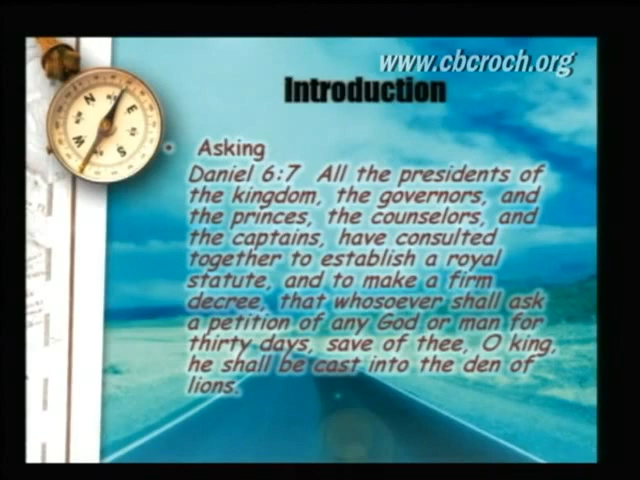 www.cbcroch.org
Introduction
• Asking
Daniel 6:7 All the presidents of
the kingdom, the governors, and
the princes, the counselors, and
the captains, have consulted
together to establish a royal
statute, and to make a firm
decree, that whosoever shall ask
a petition of any God or man for
thirty days, save of thee, O king,
he shall be cast into the den of
lions.
N
E
S
W